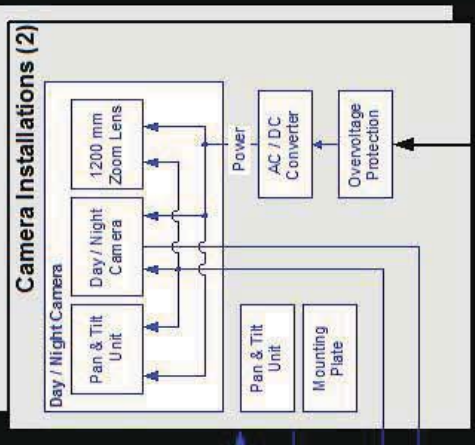 Camera Installations (2)
Day / Night Camera
Pan & Tilt
Unit
Day / Night
Camera
1200 mm
Zoom Lens
Power
Pan & Tilt
Unit
Mounting
Plate
AC / DC
Converter
Overvoltage
Protection